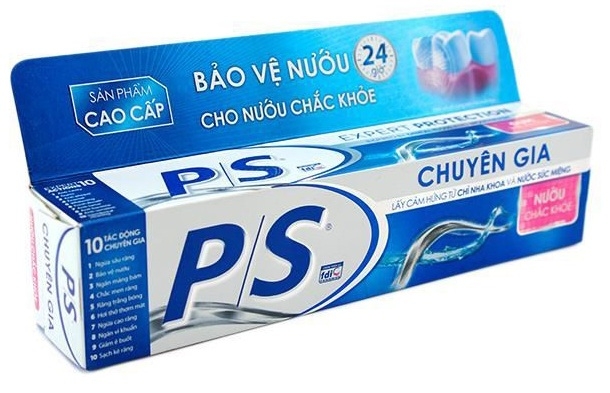 SẢN PHẨM
CAO CẤP
BẢO VỆ NƯỚU
24
giờ
CHO NƯỚU CHẮC KHỎE
EXPERT PROTECTION
P/S
fdi
10
CHUYÊN GIA
LẤY CẢM HỨNG TỪ CHỈ NHA KHOA VÀ NƯỚC SÚC MIỆNG
NƯỚU
CHẮC KHỎE
P/S
®
fdi
10 TÁC ĐỘNG
CHUYÊN GIA
1 Ngừa sâu răng
2 Bảo vệ nướu
3 Ngăn mảng bám
4 Chắc men răng
5 Răng trắng bóng
6 Hơi thở thơm mát
7 Ngừa cao răng
8 Ngăn vi khuẩn
9 Giảm ê buốt
10 Sạch kẽ răng
P/S
CHUYÊN GIA